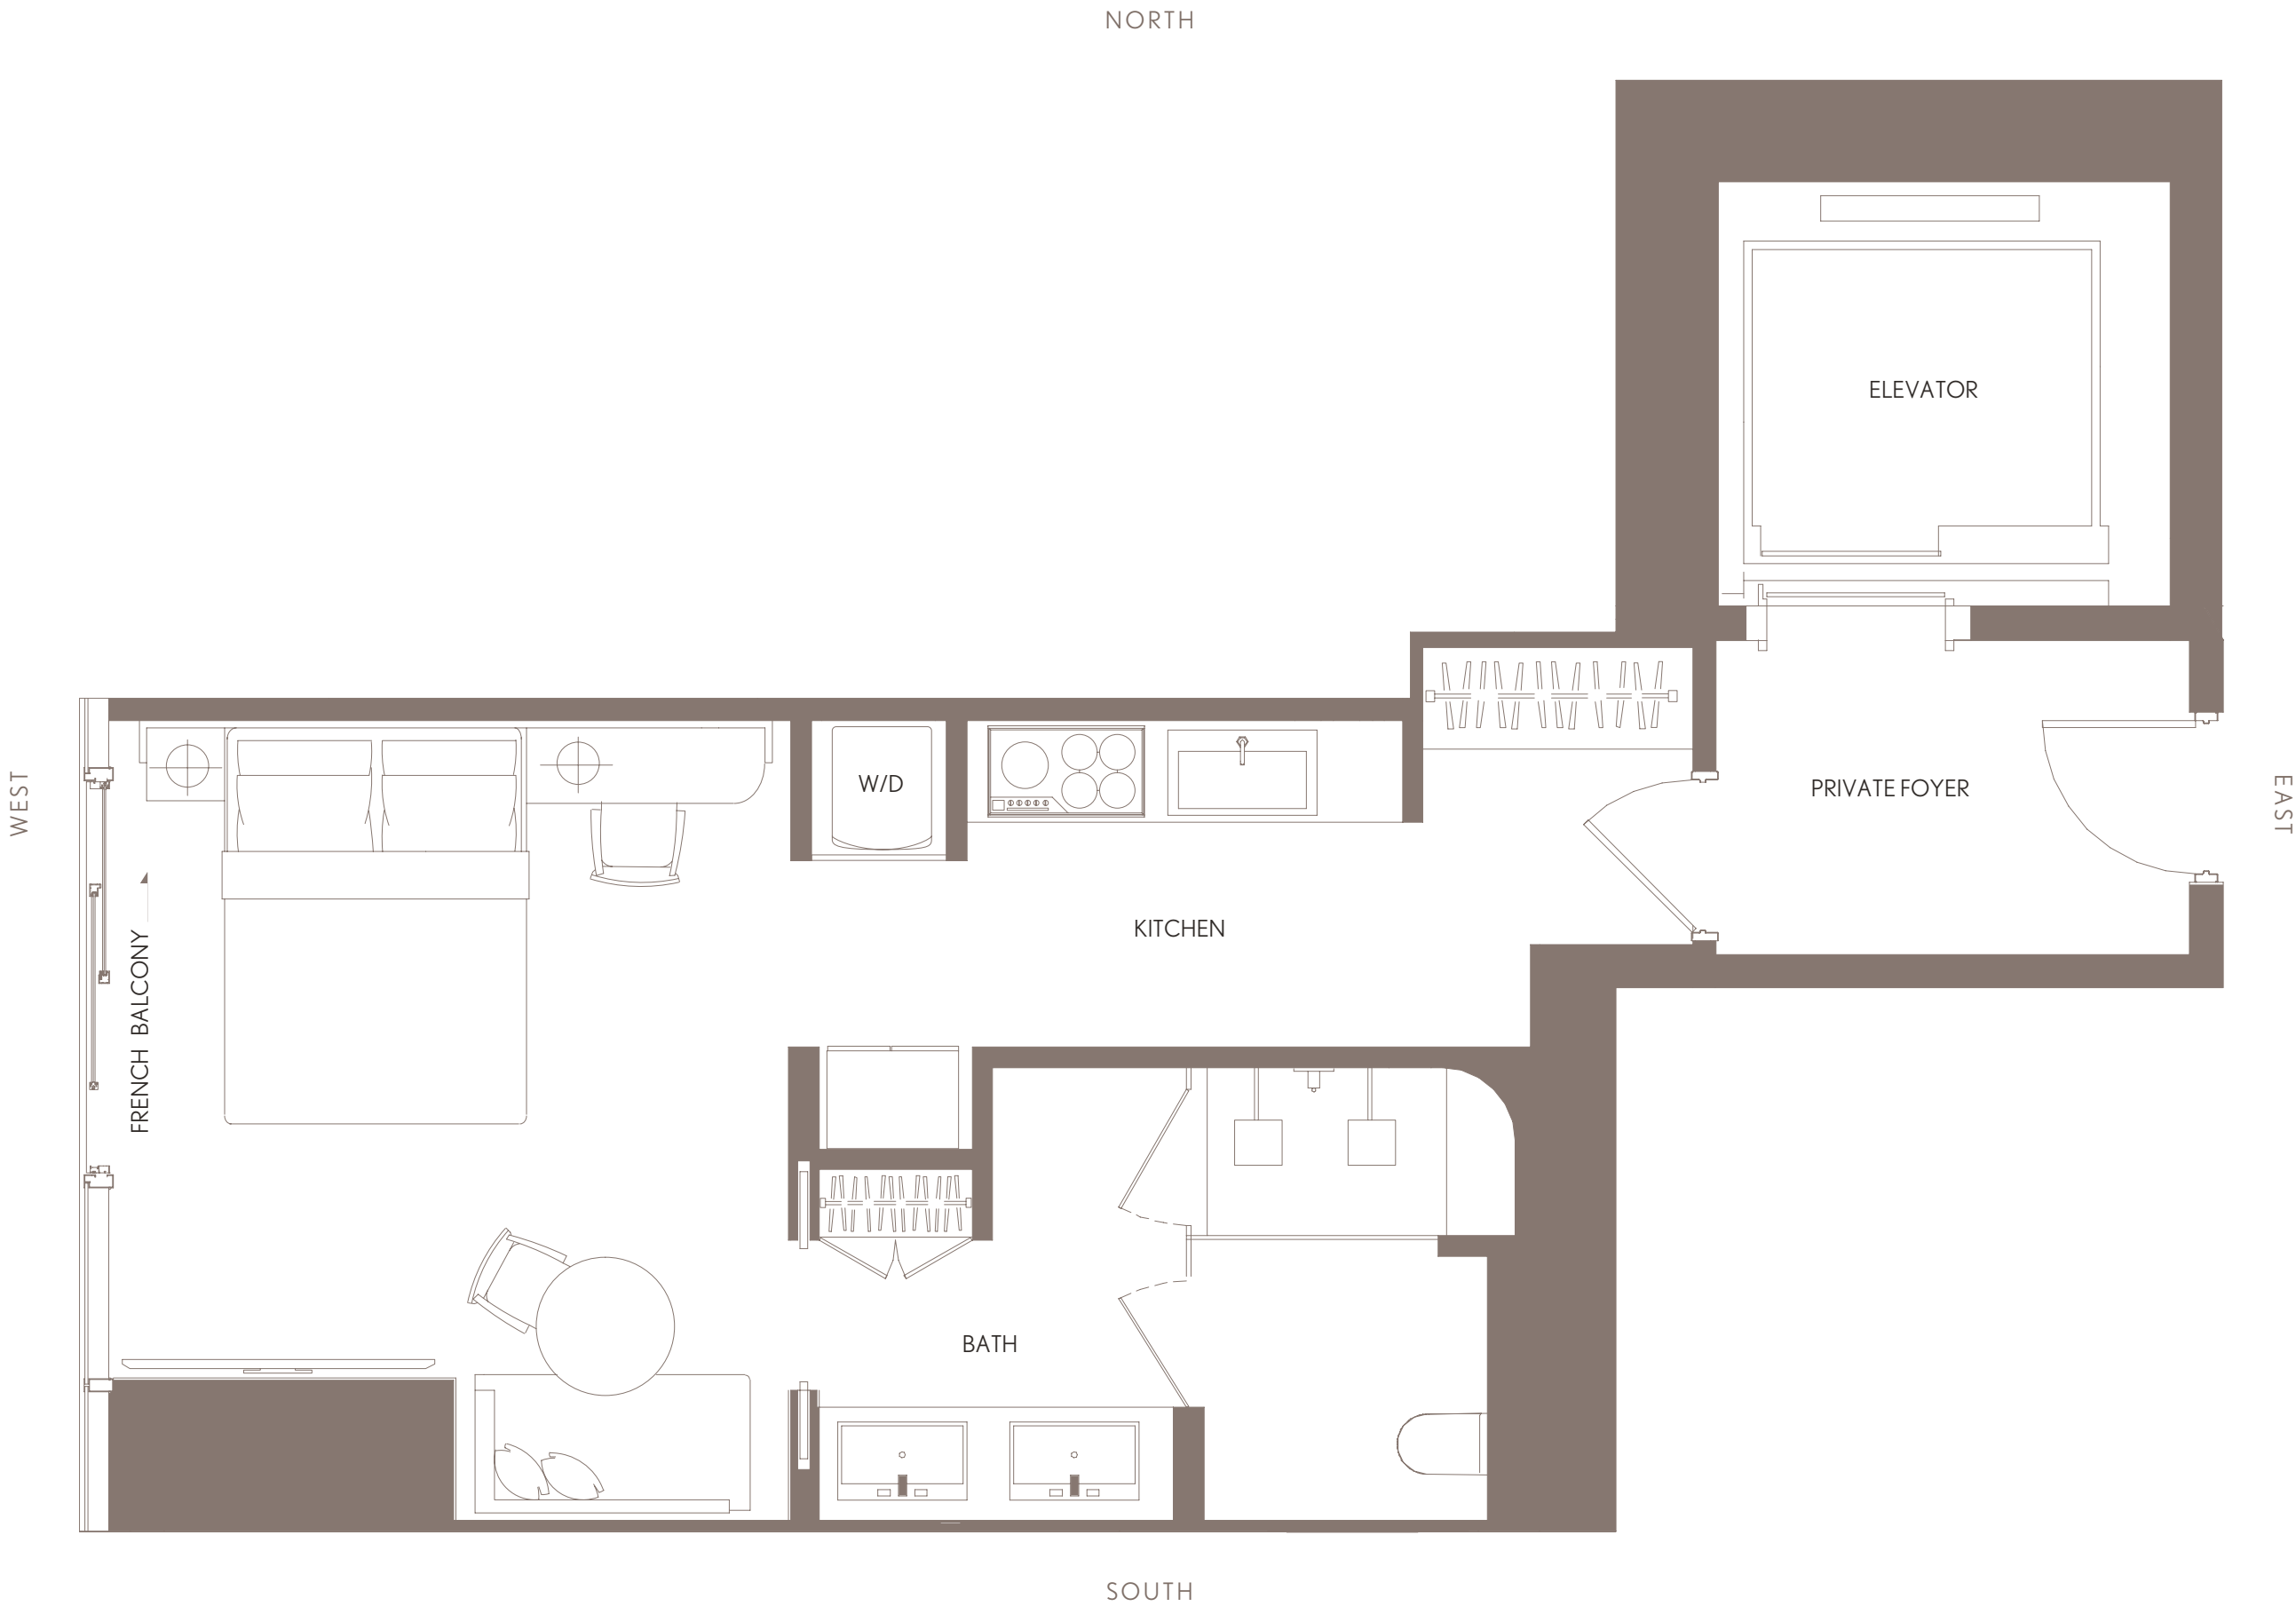 NORTH
ELEVATOR
WEST
W/D
PRIVATE FOYER
EAST
KITCHEN
FRENCH BALCONY
BATH
SOUTH